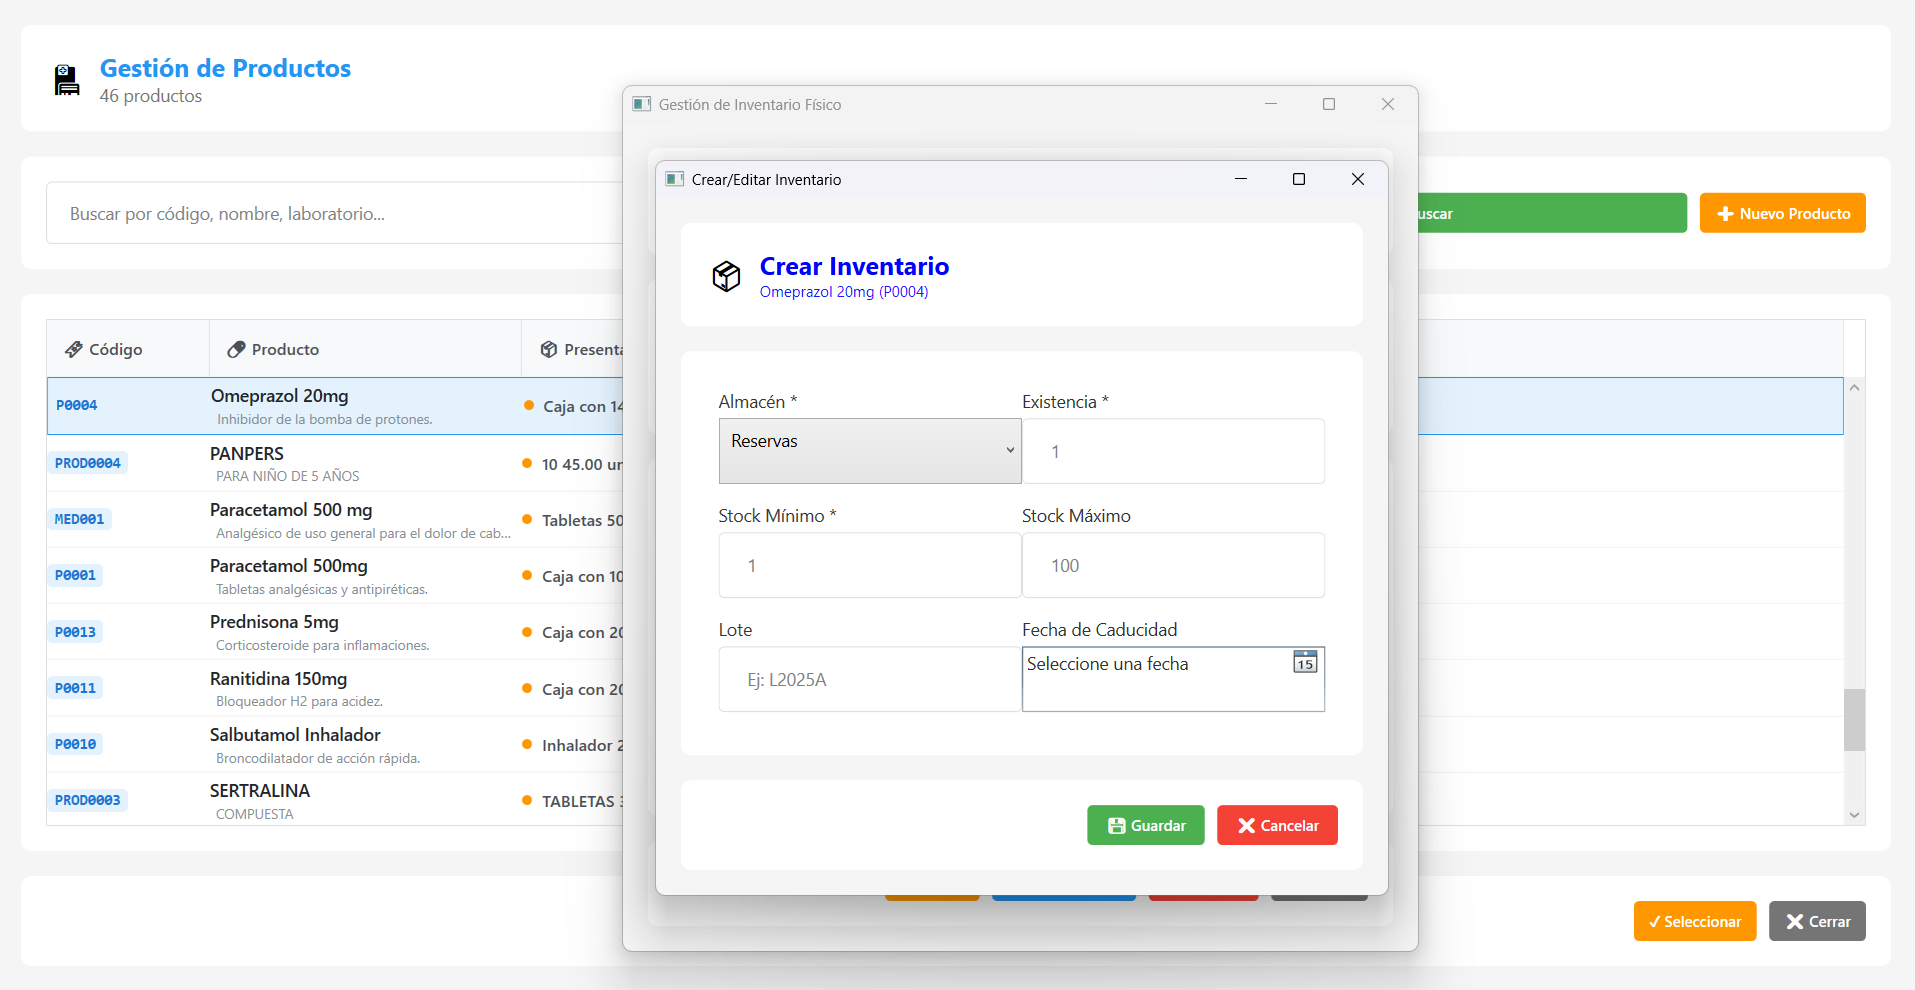 Gestión de Productos
46 productos
Gestión de Inventario Físico
Crear/Editar Inventario
Buscar por código, nombre, laboratorio...
Nuevo Producto
Crear Inventario
Omeprazol 20mg (P0004)
Código
Producto
P0004
Omeprazol 20mg
Inhibidor de la bomba de protones.
Caja con 14
PROD0004
PANPERS
PARA NIÑO DE 5 AÑOS
10 45.00
MED001
Paracetamol 500 mg
Analgésico de uso general para el dolor de cab...
Tabletas 50
P0001
Paracetamol 500mg
Tabletas analgésicas y antipiréticas.
Caja con 10
P0013
Prednisona 5mg
Corticosteroide para inflamaciones.
Caja con 20
P0011
Ranitidina 150mg
Bloqueador H2 para acidez.
Caja con 20
P0010
Salbutamol Inhalador
Broncodilatador de acción rápida.
Inhalador 2
PROD0003
SERTRALINA
COMPUESTA
TABLETAS 3
Almacén *
Existencia *
Reservas
1
Stock Mínimo *
Stock Máximo
1
100
Lote
Fecha de Caducidad
Ej: L2025A
Seleccione una fecha
15
Guardar
Cancelar
Seleccionar
Cerrar